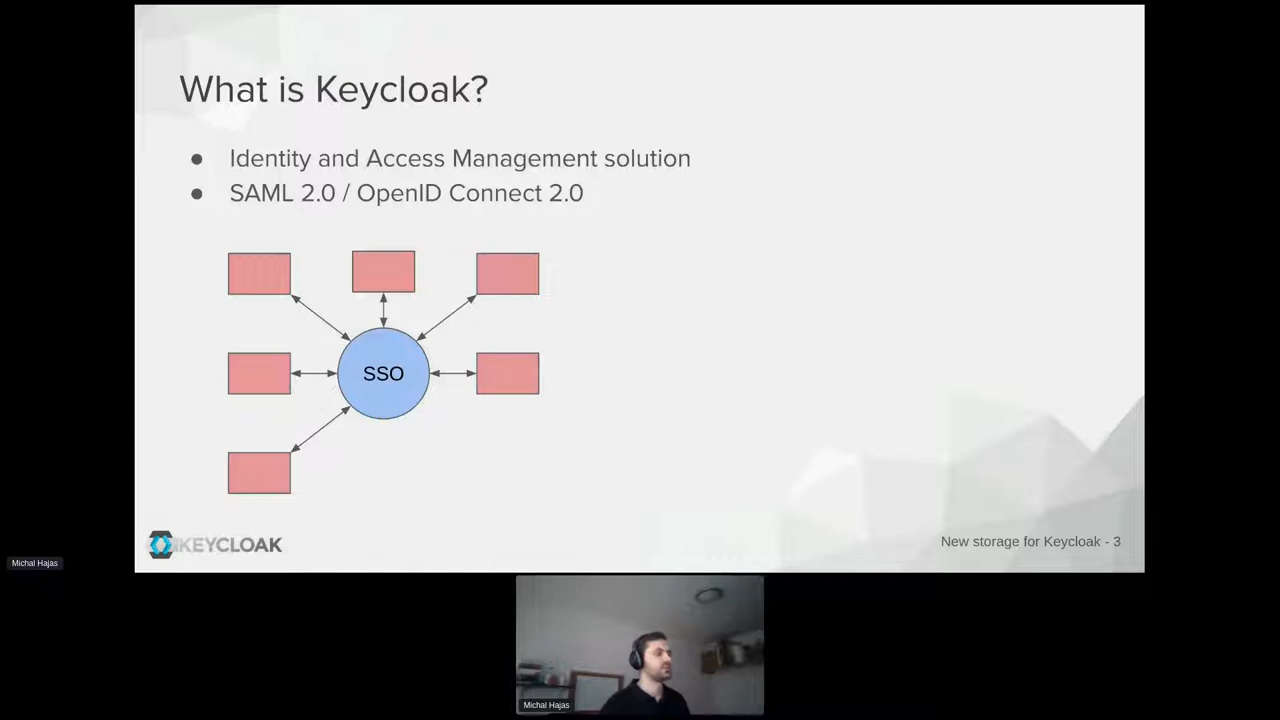 What is Keycloak?
● Identity and Access Management solution
● SAML 2.0 / OpenID Connect 2.0
SSO
KEYCLOAK
New storage for Keycloak - 3
Michal Hajas
Michal Hajas